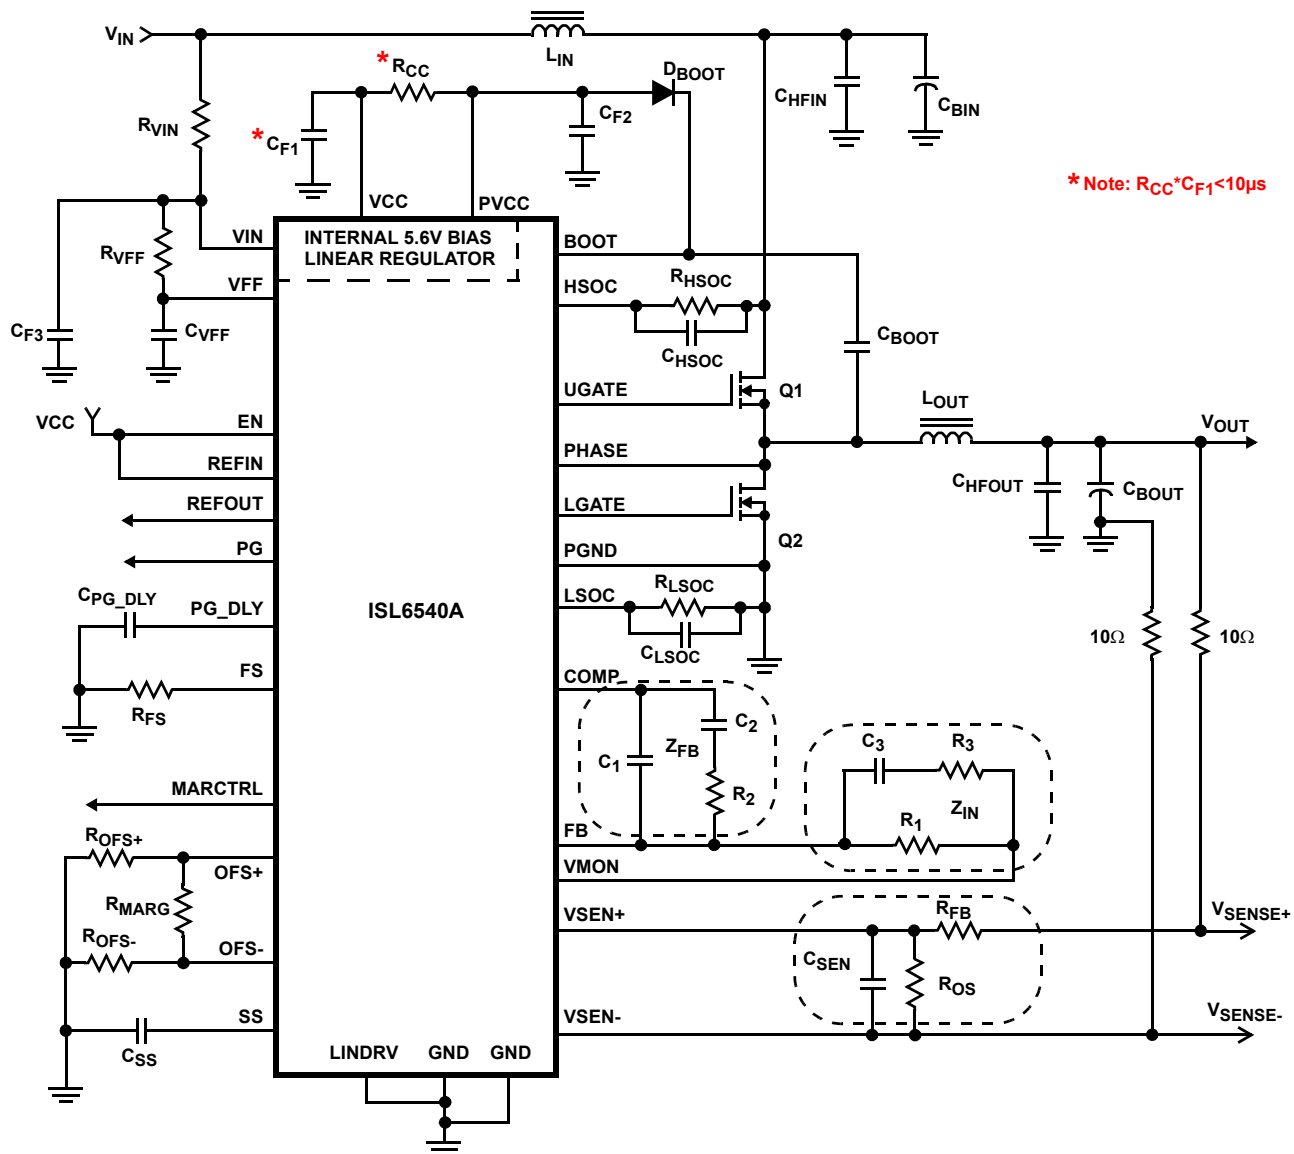 VIN
LIN
* RCC
DBOOT
CHFIN
CBIN
RVIN
* CF1
CF2
* Note: RCC*CF1<10µs
VCC
PVCC
VIN
INTERNAL 5.6V BIAS
LINEAR REGULATOR
BOOT
RVFF
VFF
HSOC
RHSOC
CF3
CVFF
CHSOC
CBOOT
UGATE
Q1
VCC
EN
LOUT
VOUT
REFIN
PHASE
CHFOUT
CBOUT
REFOUT
LGATE
Q2
PG
PGND
CPG_DLY
PG_DLY
ISL6540A
LSOC
RLSOC
CLSOC
10Ω
10Ω
FS
RFS
COMP
C1
ZFB
C2
R2
C3
R3
ZIN
R1
MARCTRL
FB
VMON
ROFS+
OFS+
RMARG
ROFS-
OFS-
VSEN+
RFB
VSENSE+
CSEN
ROS
SS
CSS
VSEN-
VSENSE-
LINDRV
GND
GND